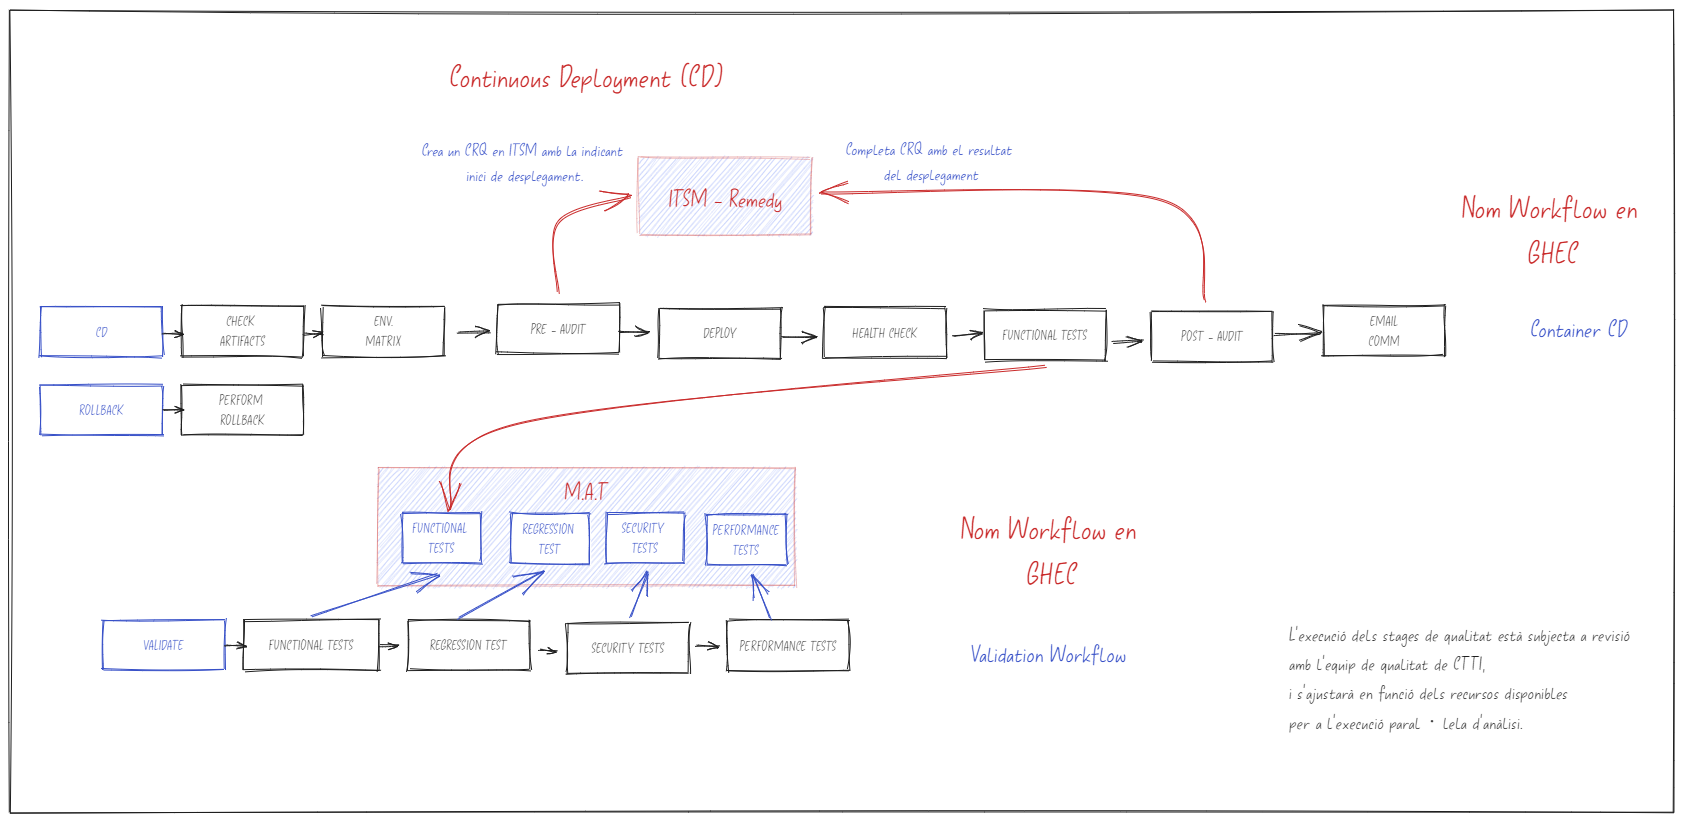 Continuous Deployment (CD)
Crea un CRQ en ITSM amb la indicant
inici de desplegament.
Completa CRQ amb el resultat
del desplegament
ITSM - Remedy
Nom Workflow en
GHEC
CD
CHECK
ARTIFACTS
ENV.
MATRIX
PRE - AUDIT
DEPLOY
HEALTH CHECK
FUNCTIONAL TESTS
POST - AUDIT
EMAIL
COMM
Container CD
ROLLBACK
PERFORM
ROLLBACK
M.A.T
FUNCTIONAL
TESTS
REGRESSION
TEST
SECURITY
TESTS
PERFORMANCE
TESTS
Nom Workflow en
GHEC
VALIDATE
FUNCTIONAL TESTS
REGRESSION TEST
SECURITY TESTS
PERFORMANCE TESTS
Validation Workflow
L'execució dels stages de qualitat està subjecta a revisió
amb l'equip de qualitat de CTTI,
i s'ajustarà en funció dels recursos disponibles
per a l'execució paral · lela d'anàlisi.